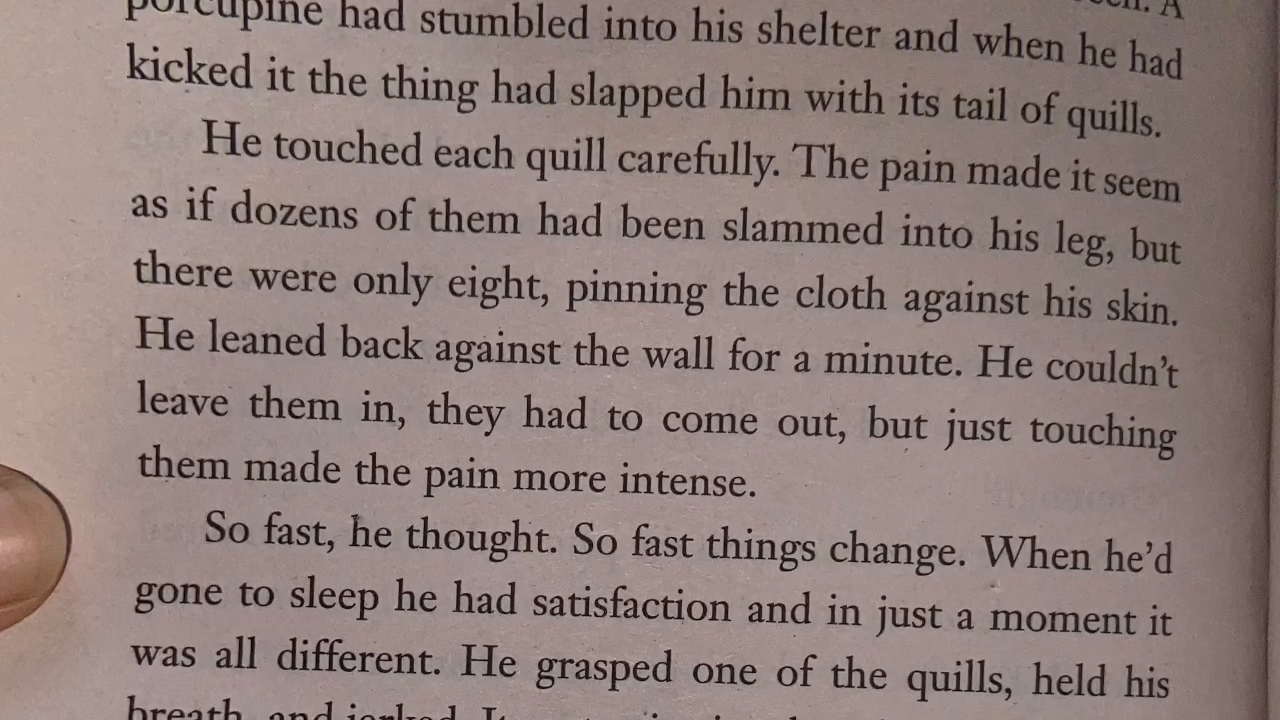 porcupine had stumbled into his shelter and when he had
kicked it the thing had slapped him with its tail of quills.
He touched each quill carefully. The pain made it seem
as if dozens of them had been slammed into his leg, but
there were only eight, pinning the cloth against his skin.
He leaned back against the wall for a minute. He couldn't
leave them in, they had to come out, but just touching
them made the pain more intense.
So fast, he thought. So fast things change. When he'd
gone to sleep he had satisfaction and in just a moment it
was all different. He grasped one of the quills, held his
breath, and jerked. It